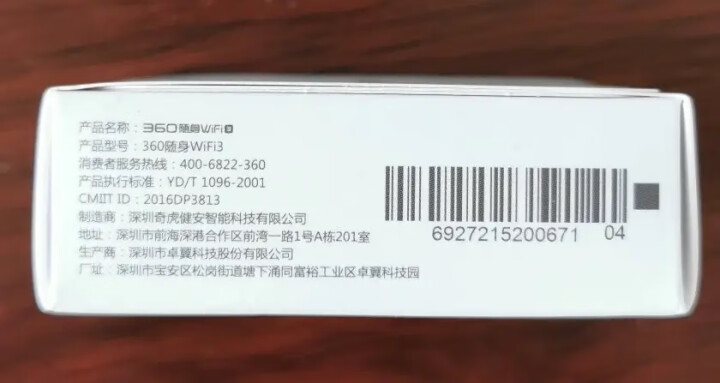 产品名称：360随身WiFi3
产品型号：360随身WiFi3
消费者服务热线：400-6822-360
产品执行标准：YD/T 1096-2001
CMIIT ID：2016DP3813
制造商：深圳奇虎健安智能科技有限公司
地址：深圳市前海深港合作区前湾一路1号A栋201室
生产商：深圳市卓翼科技股份有限公司
厂址：深圳市宝安区松岗街道塘下涌同富裕工业区卓翼科技园
6927215200671 04